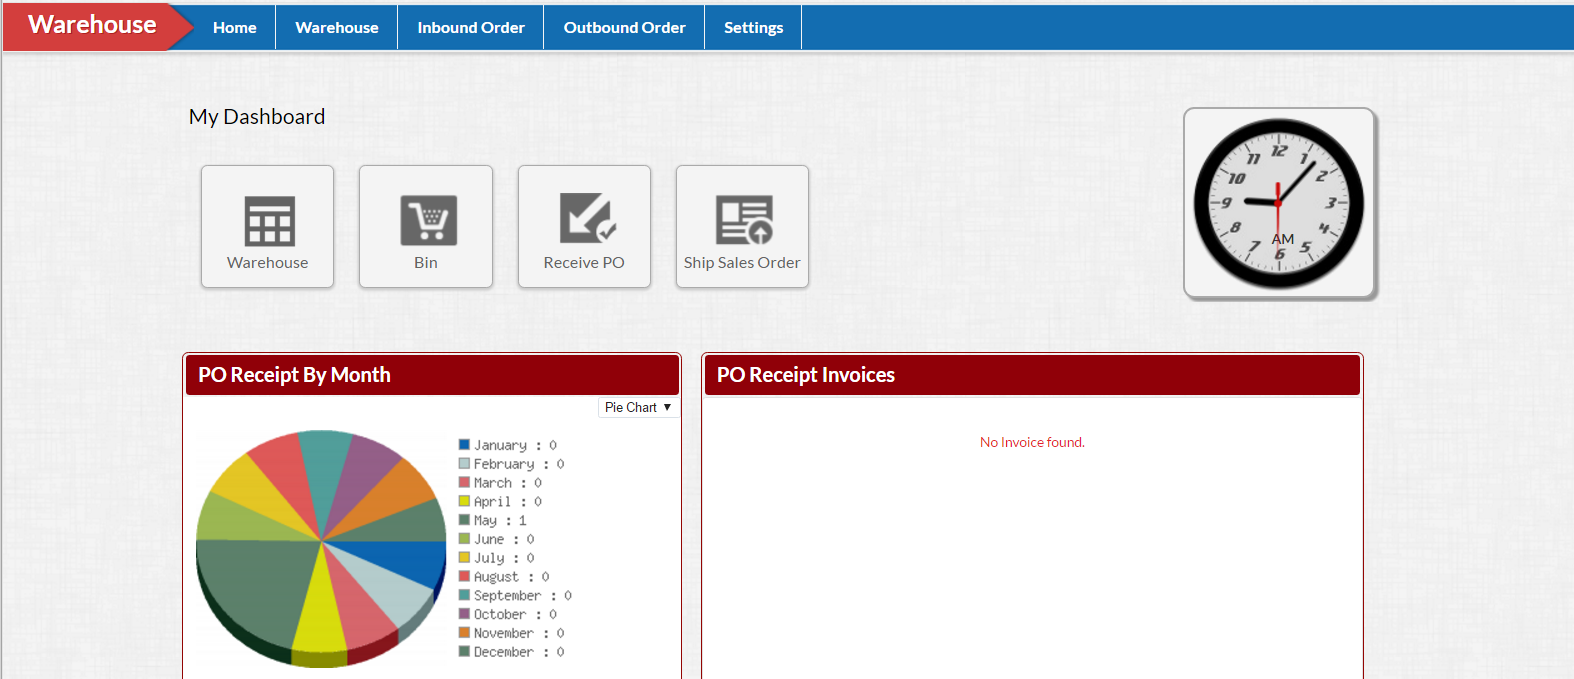 Warehouse
Home Warehouse Inbound Order Outbound Order Settings
My Dashboard
Warehouse Bin Receive PO Ship Sales Order
12
11 1
10 2
9 3
8 4
AM
7 5
6
PO Receipt By Month
Pie Chart ▼
January : 0
February : 0
March : 0
April : 0
May : 1
June : 0
July : 0
August : 0
September : 0
October : 0
November : 0
December : 0
PO Receipt Invoices
No Invoice found.